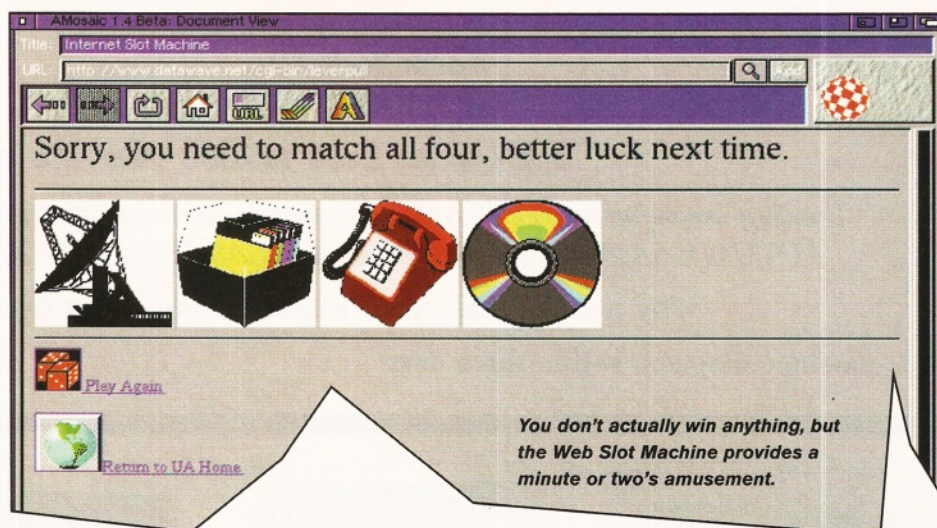 AMosaic 1.4 Beta: Document View
Title: Internet Slot Machine
URL: http://www.datawave.net/cgi-bin/leverpull
URL
A
Sorry, you need to match all four, better luck next time.
Play Again
Return to UA Home
You don't actually win anything, but
the Web Slot Machine provides a
minute or two's amusement.